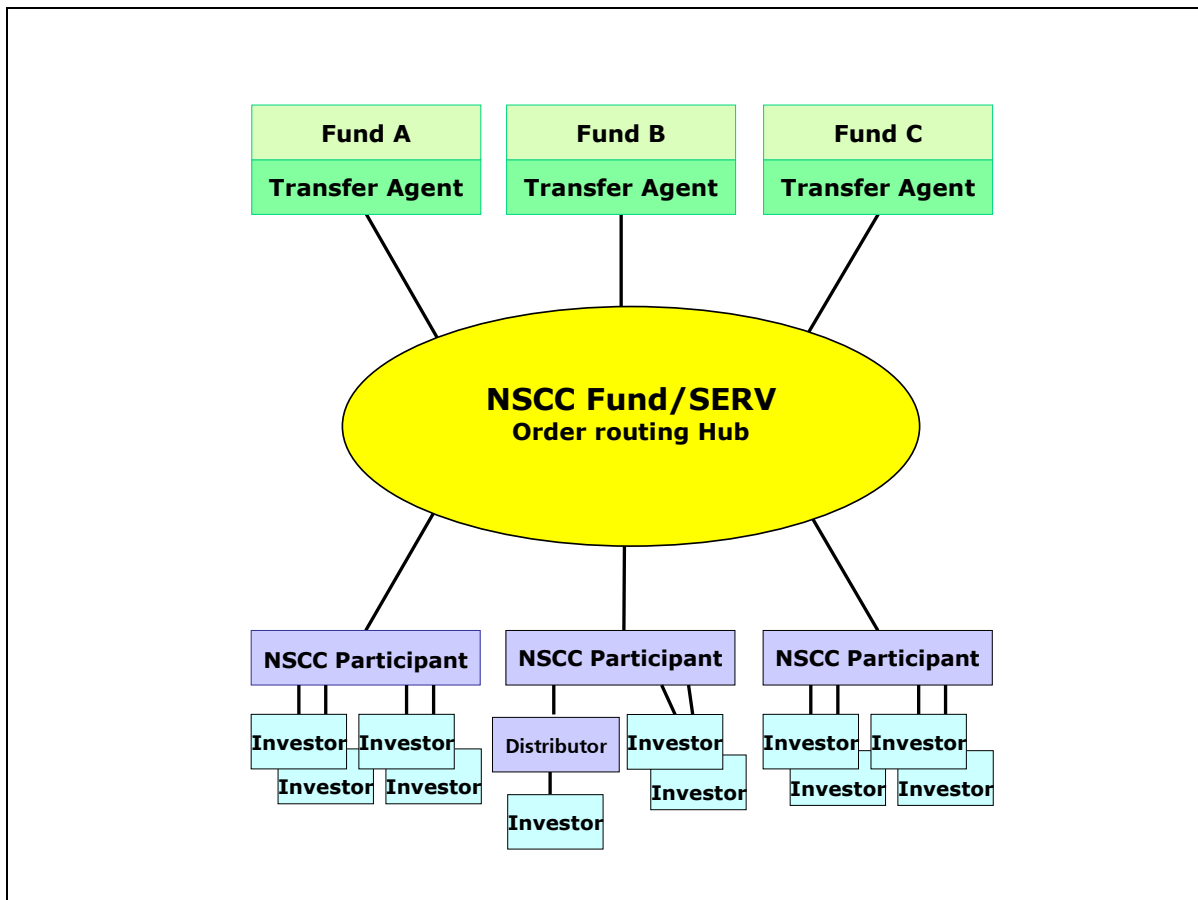 Fund A
Fund B
Fund C
Transfer Agent
Transfer Agent
Transfer Agent
NSCC Fund/SERV
Order routing Hub
NSCC Participant
NSCC Participant
NSCC Participant
Investor
Investor
Investor
Investor
Distributor
Investor
Investor
Investor
Investor
Investor
Investor
Investor